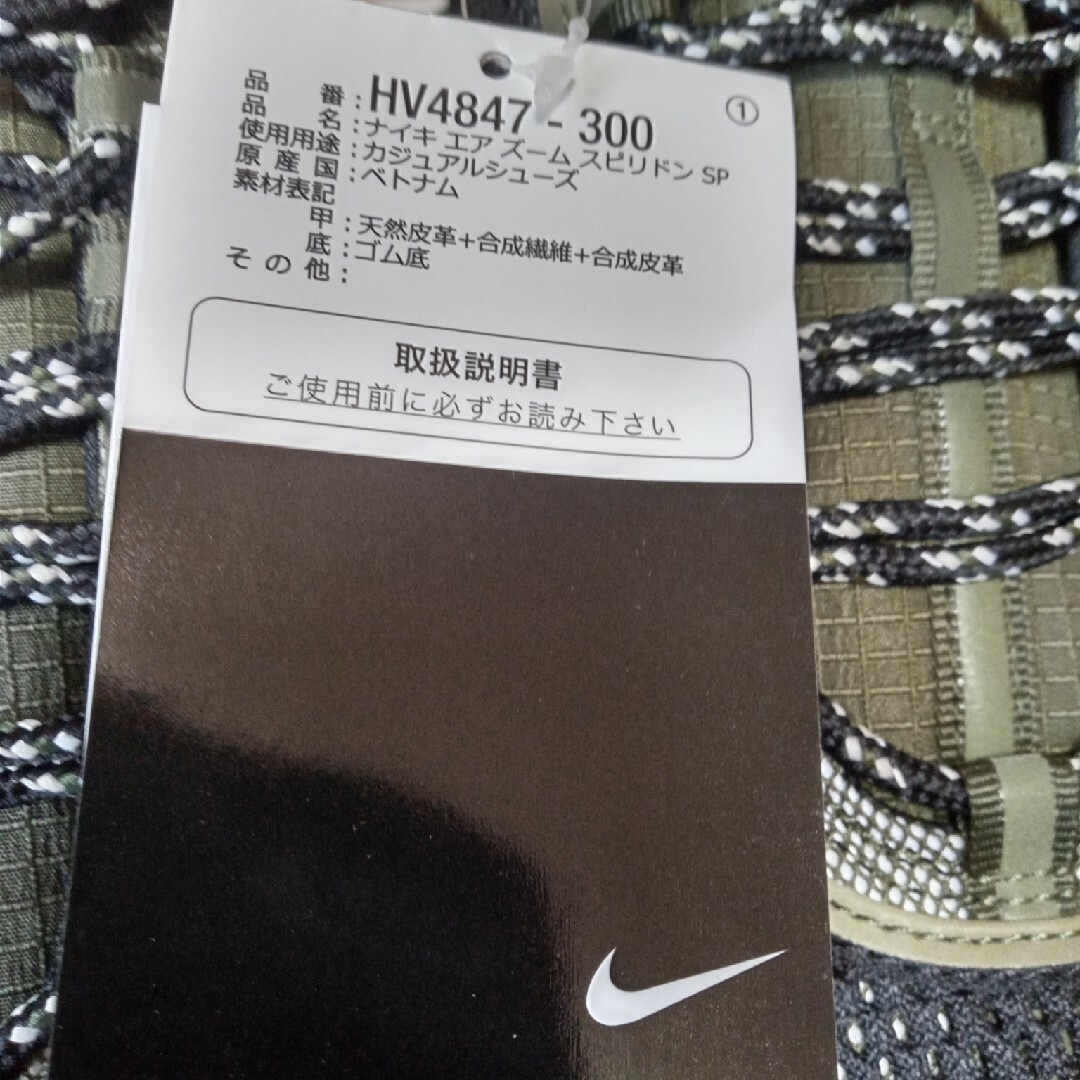 ①
品番：HV4847 - 300
品名：ナイキ エア ズーム スピリドン SP
使用用途：カジュアルシューズ
原産国：ベトナム
素材表記
甲：天然皮革+合成繊維+合成皮革
底：ゴム底
その他：
取扱説明書
ご使用前に必ずお読み下さい